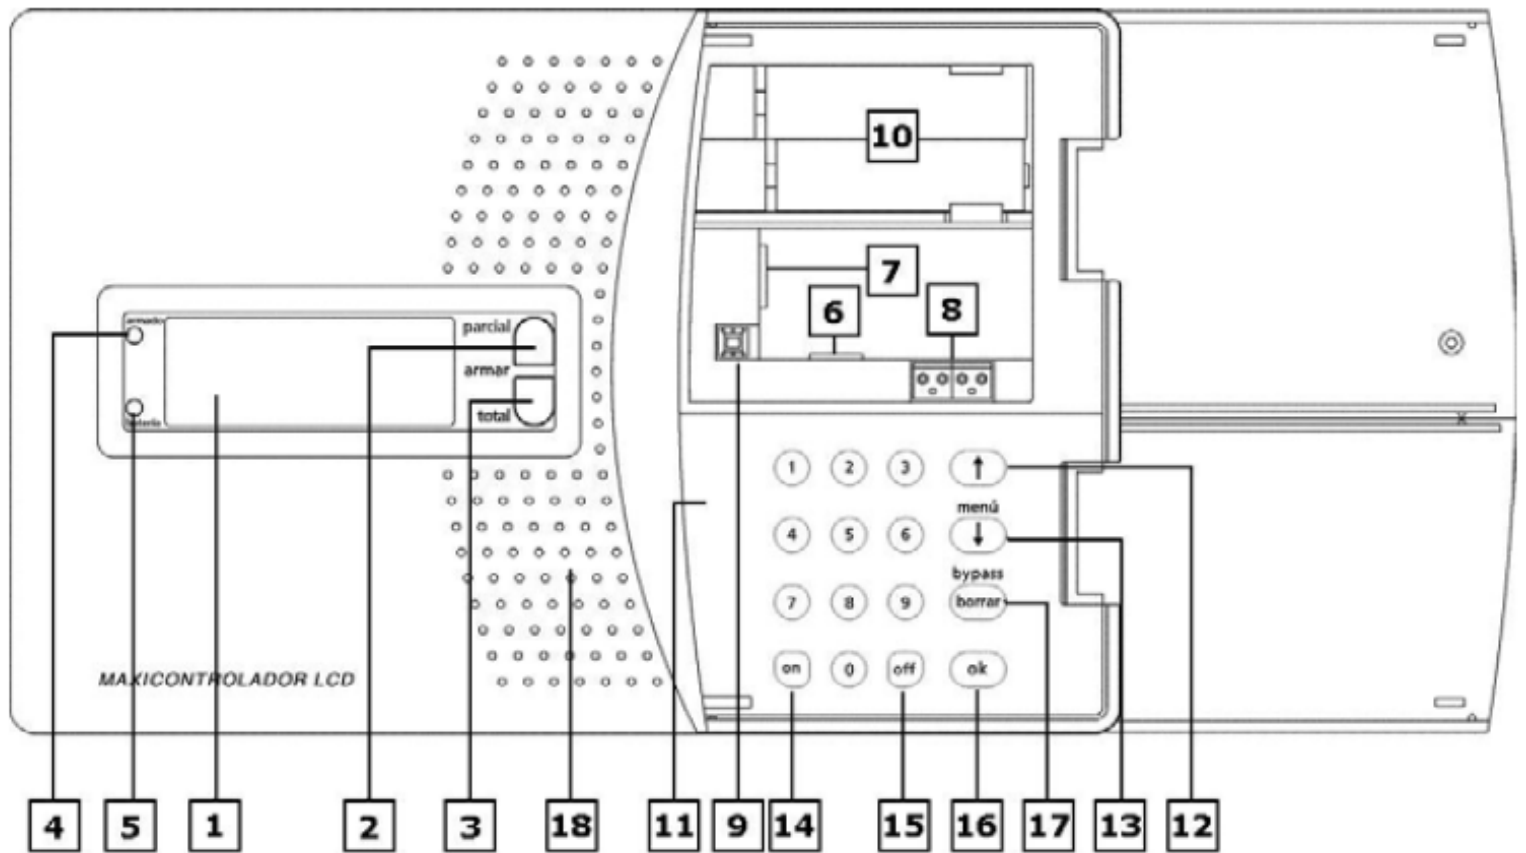 10
7
6
8
armado
parcial
armar
total
batería
1 2 3 ↑
menú
4 5 6 ↓
bypass
7 8 9 borrar
on 0 off ok
MAXICONTROLADOR LCD
4 5 1 2 3 18 11 9 14 15 16 17 13 12